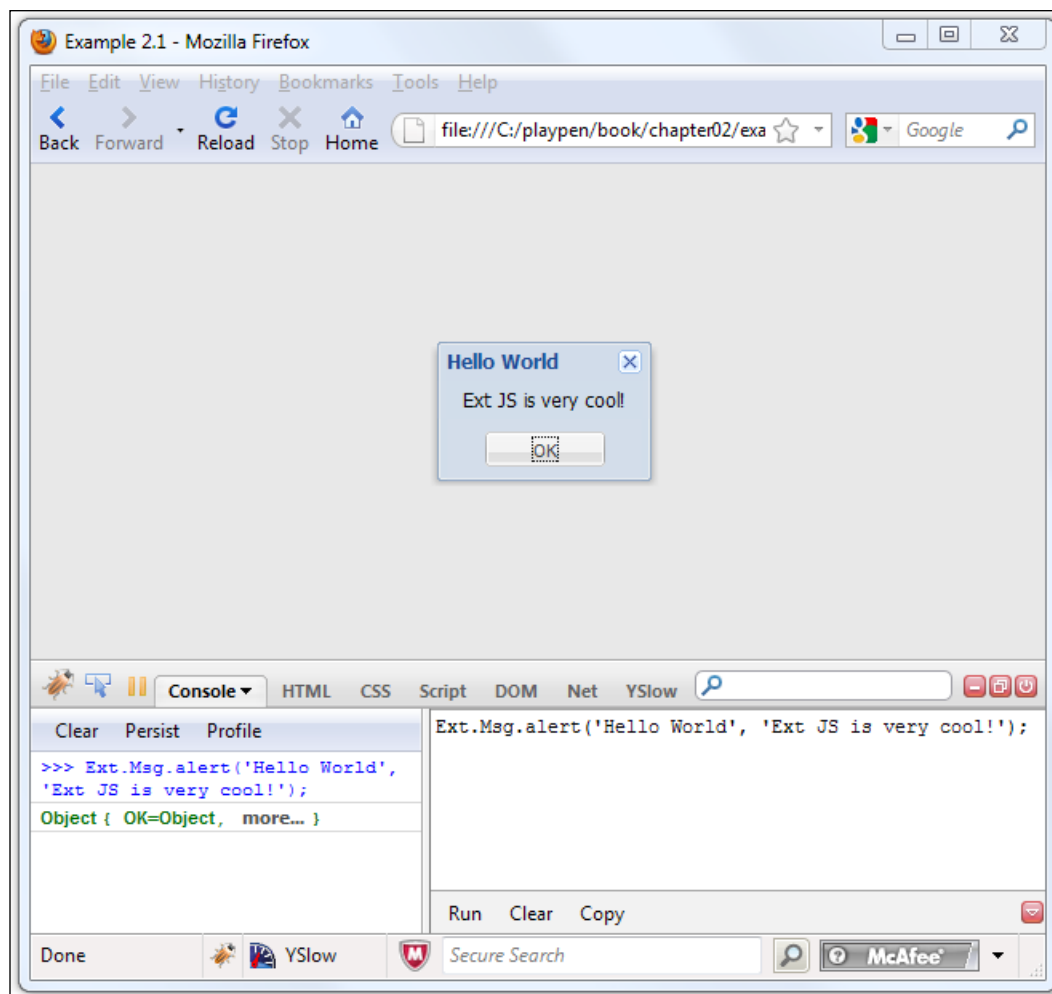 Example 2.1 - Mozilla Firefox
File Edit View History Bookmarks Tools Help
Back Forward Reload Stop Home
file:///C:/playpen/book/chapter02/exa
Google
Hello World
Ext JS is very cool!
OK
Console HTML CSS Script DOM Net YSlow
Clear Persist Profile
>>> Ext.Msg.alert('Hello World',
'Ext JS is very cool!');
Object { OK=Object, more... }
Ext.Msg.alert('Hello World', 'Ext JS is very cool!');
Run Clear Copy
Done YSlow Secure Search McAfee